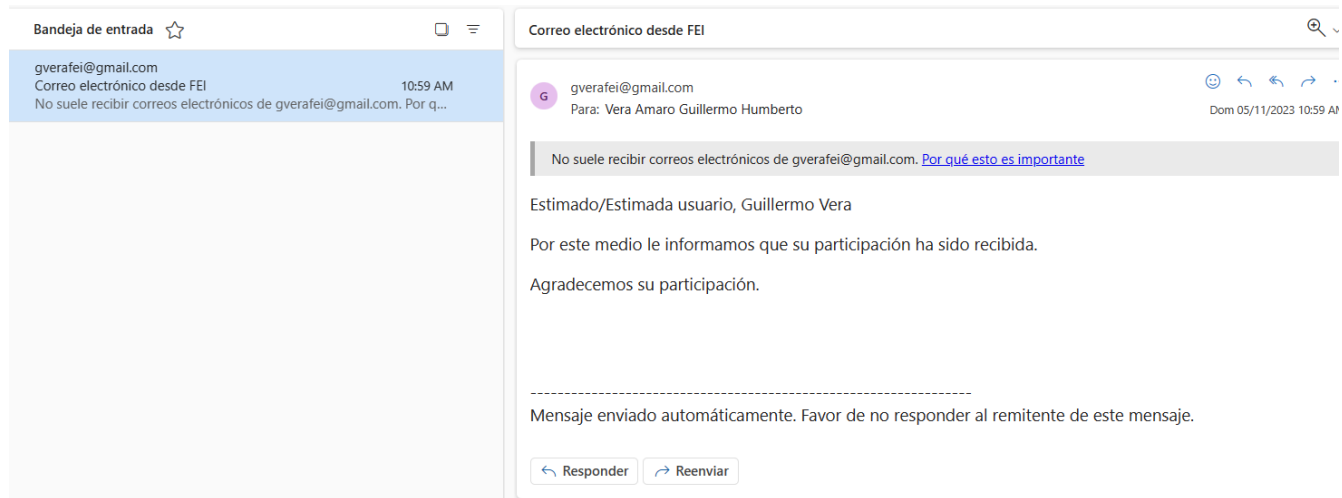 Bandeja de entrada
gverafei@gmail.com
Correo electrónico desde FEI 10:59 AM
No suele recibir correos electrónicos de gverafei@gmail.com. Por q...
Correo electrónico desde FEI
G
gverafei@gmail.com
Para: Vera Amaro Guillermo Humberto
Dom 05/11/2023 10:59 AM
No suele recibir correos electrónicos de gverafei@gmail.com. Por qué esto es importante
Estimado/Estimada usuario, Guillermo Vera
Por este medio le informamos que su participación ha sido recibida.
Agradecemos su participación.
-----------------------------------------------------------------
Mensaje enviado automáticamente. Favor de no responder al remitente de este mensaje.
Responder Reenviar